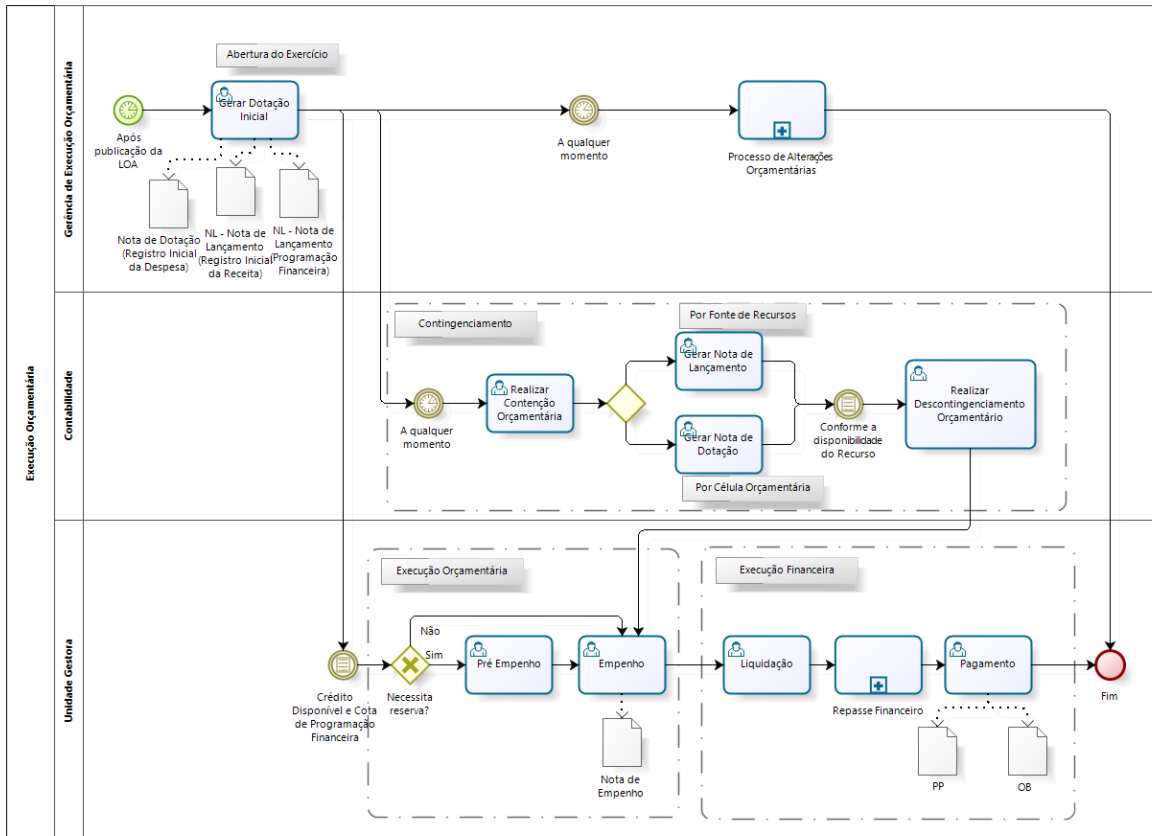 Execução Orçamentária
Gerência de Execução Orçamentária
Abertura do Exercício
Gerar Dotação
Inicial
Após
publicação da
LOA
Nota de Dotação
(Registro Inicial
da Despesa)
NL - Nota de
Lançamento
(Registro Inicial
da Receita)
NL - Nota de
Lançamento
(Programação
Financeira)
A qualquer
momento
Processo de Alterações
Orçamentárias
Contabilidade
Contingenciamento
A qualquer
momento
Realizar
Contenção
Orçamentária
Por Fonte de Recursos
Gerar Nota de
Lançamento
Gerar Nota de
Dotação
Por Célula Orçamentária
Conforme a
disponibilidade
do Recurso
Realizar
Descontingenciamento
Orçamentário
Unidade Gestora
Crédito
Disponível e Cota
de Programação
Financeira
Execução Orçamentária
Não
Sim
Necessita
reserva?
Pré Empenho
Empenho
Nota de
Empenho
Execução Financeira
Liquidação
Repasse Financeiro
Pagamento
PP
OB
Fim